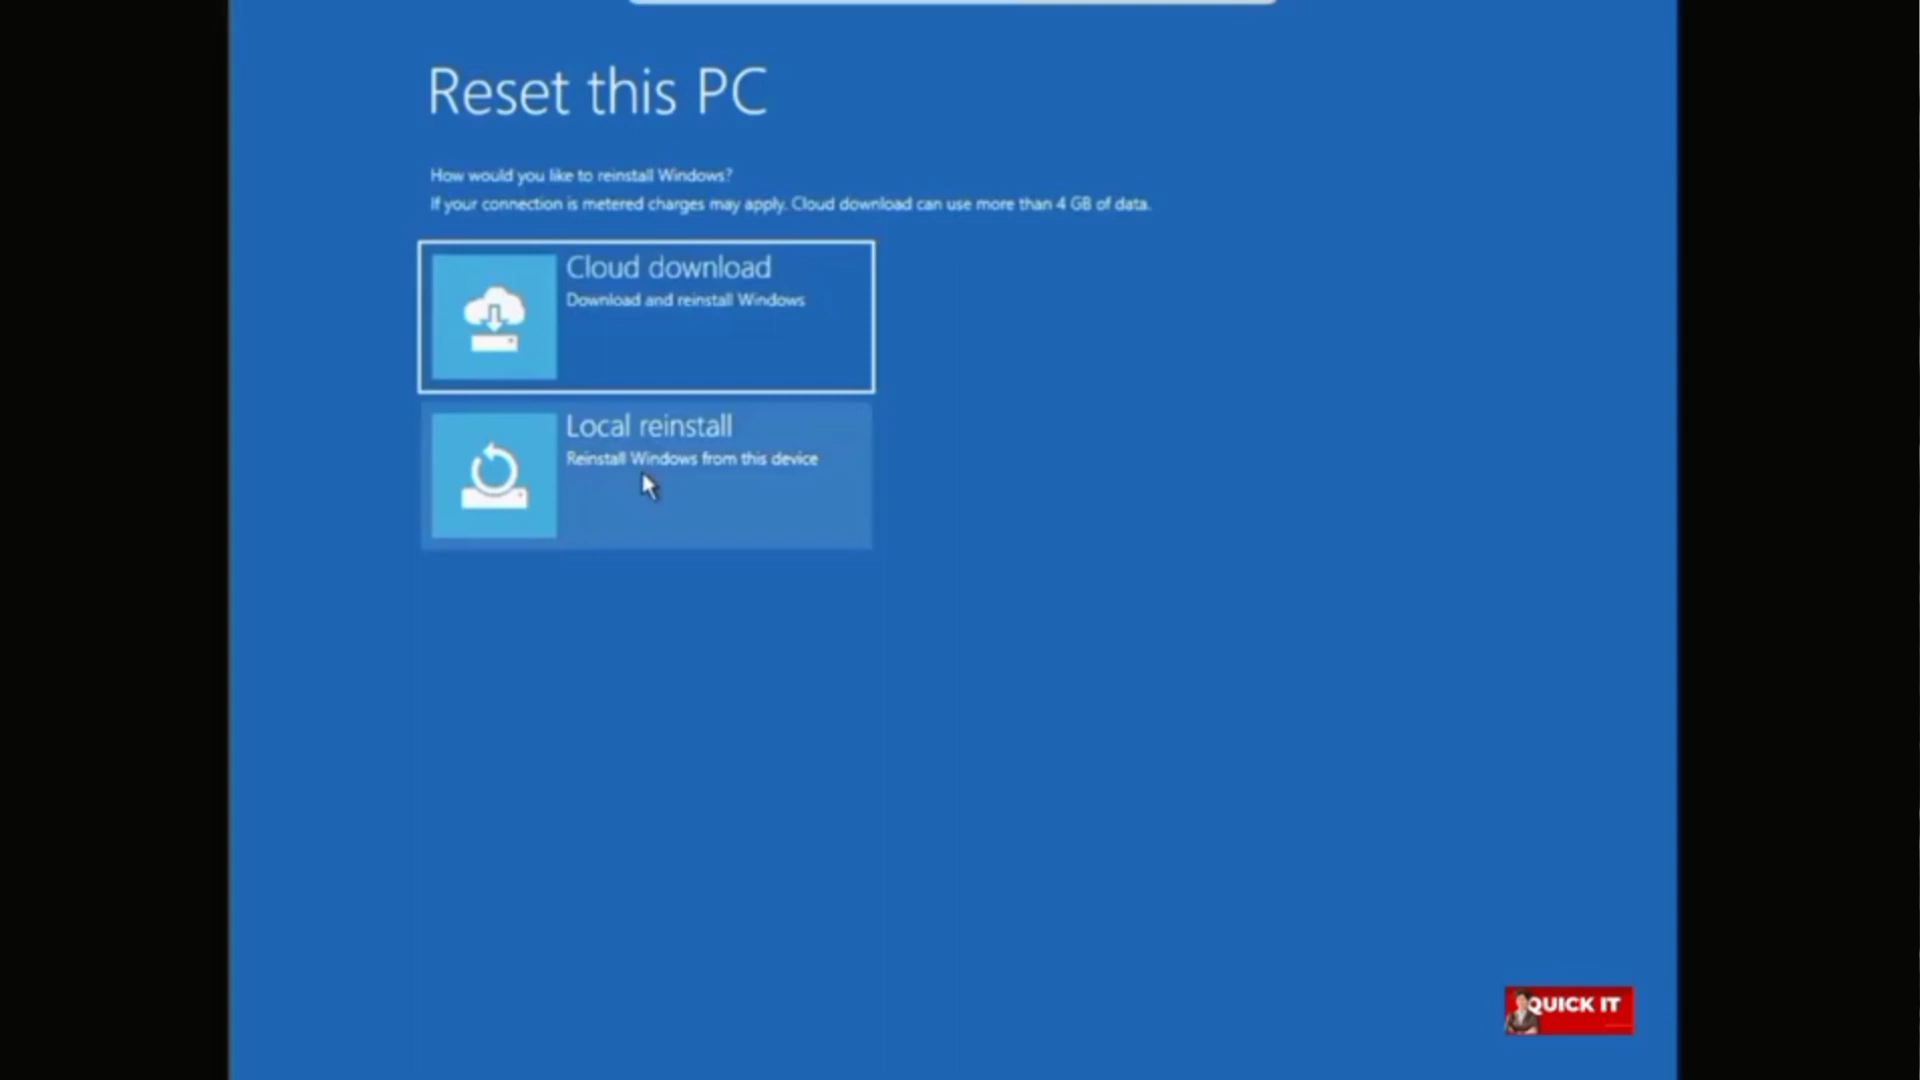 Reset this PC
How would you like to reinstall Windows?
If your connection is metered charges may apply. Cloud download can use more than 4 GB of data.
Cloud download
Download and reinstall Windows
Local reinstall
Reinstall Windows from this device
QUICK IT